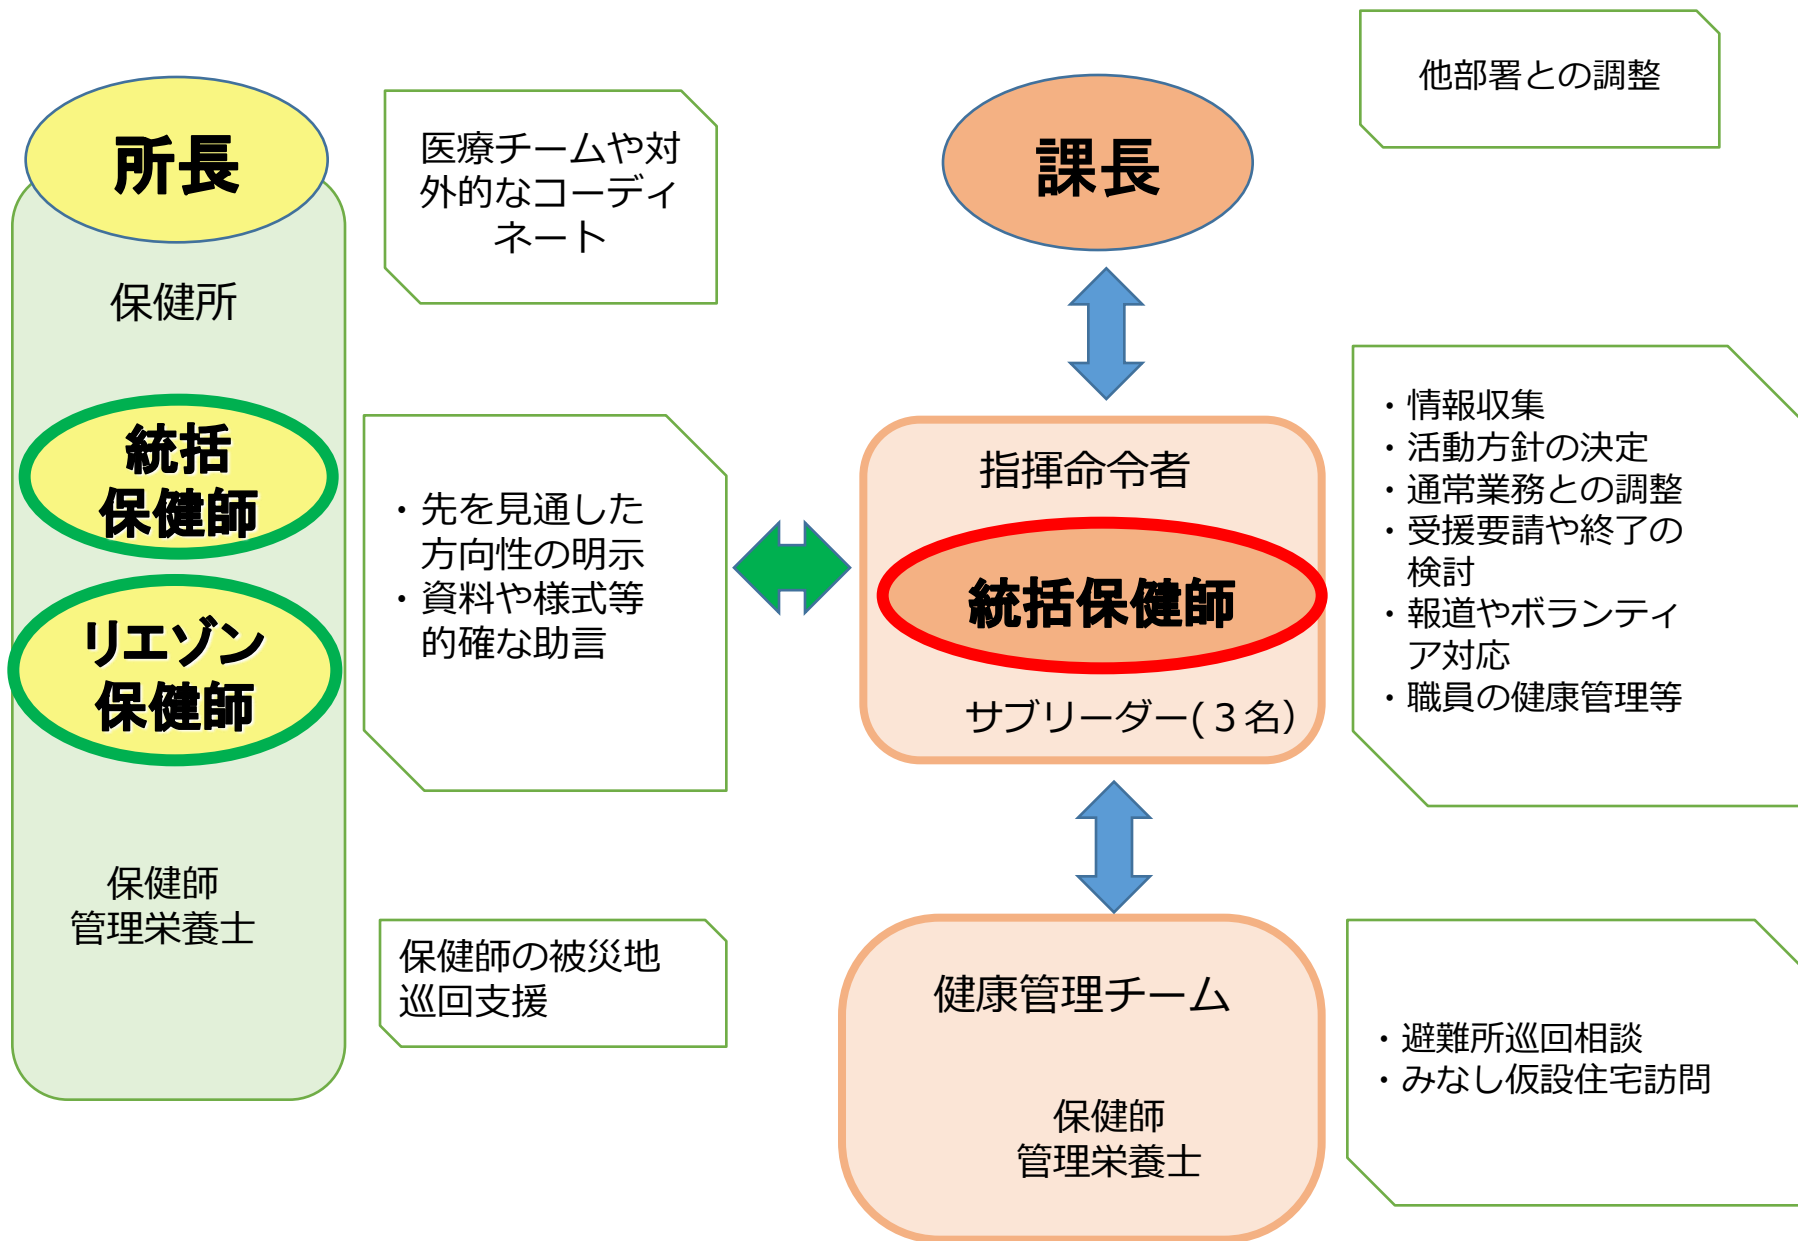 所長
保健所
統括
保健師
リエゾン
保健師
保健師
管理栄養士
医療チームや対
外的なコーディ
ネート
・先を見通した
方向性の明示
・資料や様式等
的確な助言
保健師の被災地
巡回支援
課長
指揮命令者
統括保健師
サブリーダー(３名)
健康管理チーム
保健師
管理栄養士
他部署との調整
・情報収集
・活動方針の決定
・通常業務との調整
・受援要請や終了の
検討
・報道やボランティ
ア対応
・職員の健康管理等
・避難所巡回相談
・みなし仮設住宅訪問